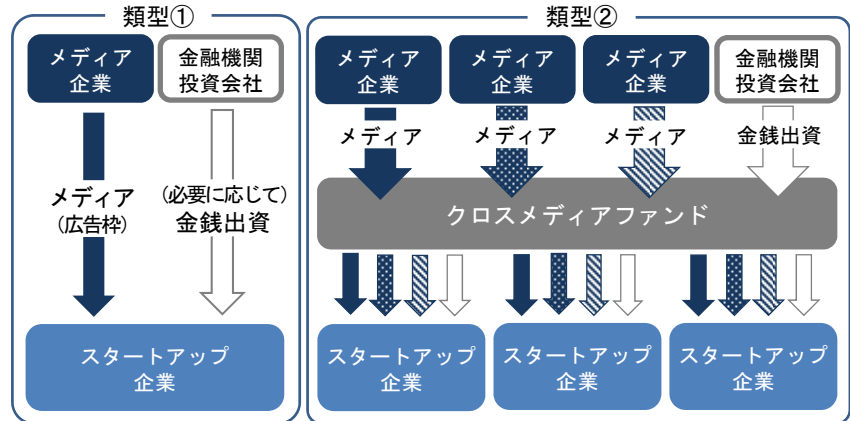 類型①
メディア
企業
金融機関
投資会社
メディア
(広告枠)
(必要に応じて)
金銭出資
スタートアップ
企業
類型②
メディア
企業
メディア
企業
メディア
企業
金融機関
投資会社
メディア
メディア
メディア
金銭出資
クロスメディアファンド
スタートアップ
企業
スタートアップ
企業
スタートアップ
企業